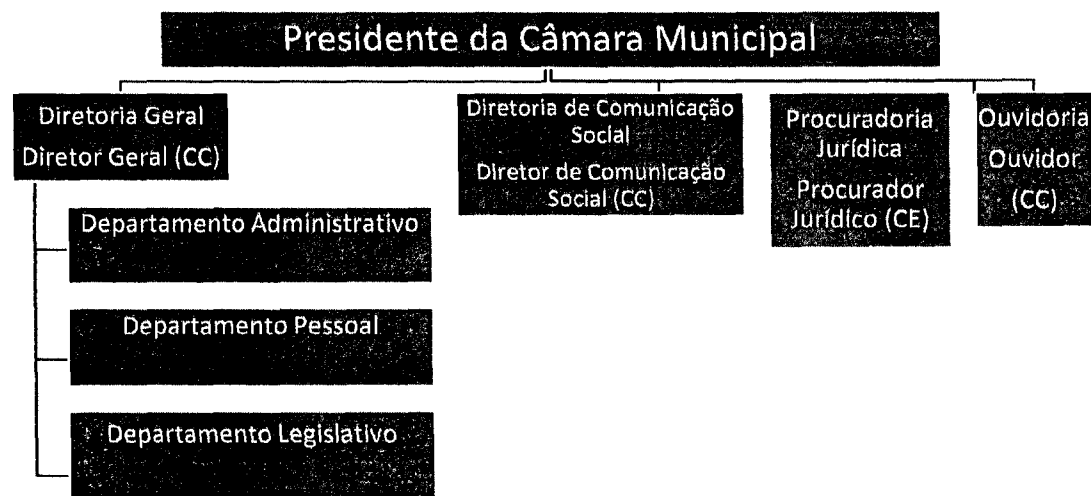 Presidente da Câmara Municipal
Diretoria Geral
Diretor Geral (CC)
Diretoria de Comunicação
Social
Diretor de Comunicação
Social (CC)
Procuradoria
Jurídica
Procurador
Jurídico (CE)
Ouvidoria
Ouvidor
(CC)
Departamento Administrativo
Departamento Pessoal
Departamento Legislativo